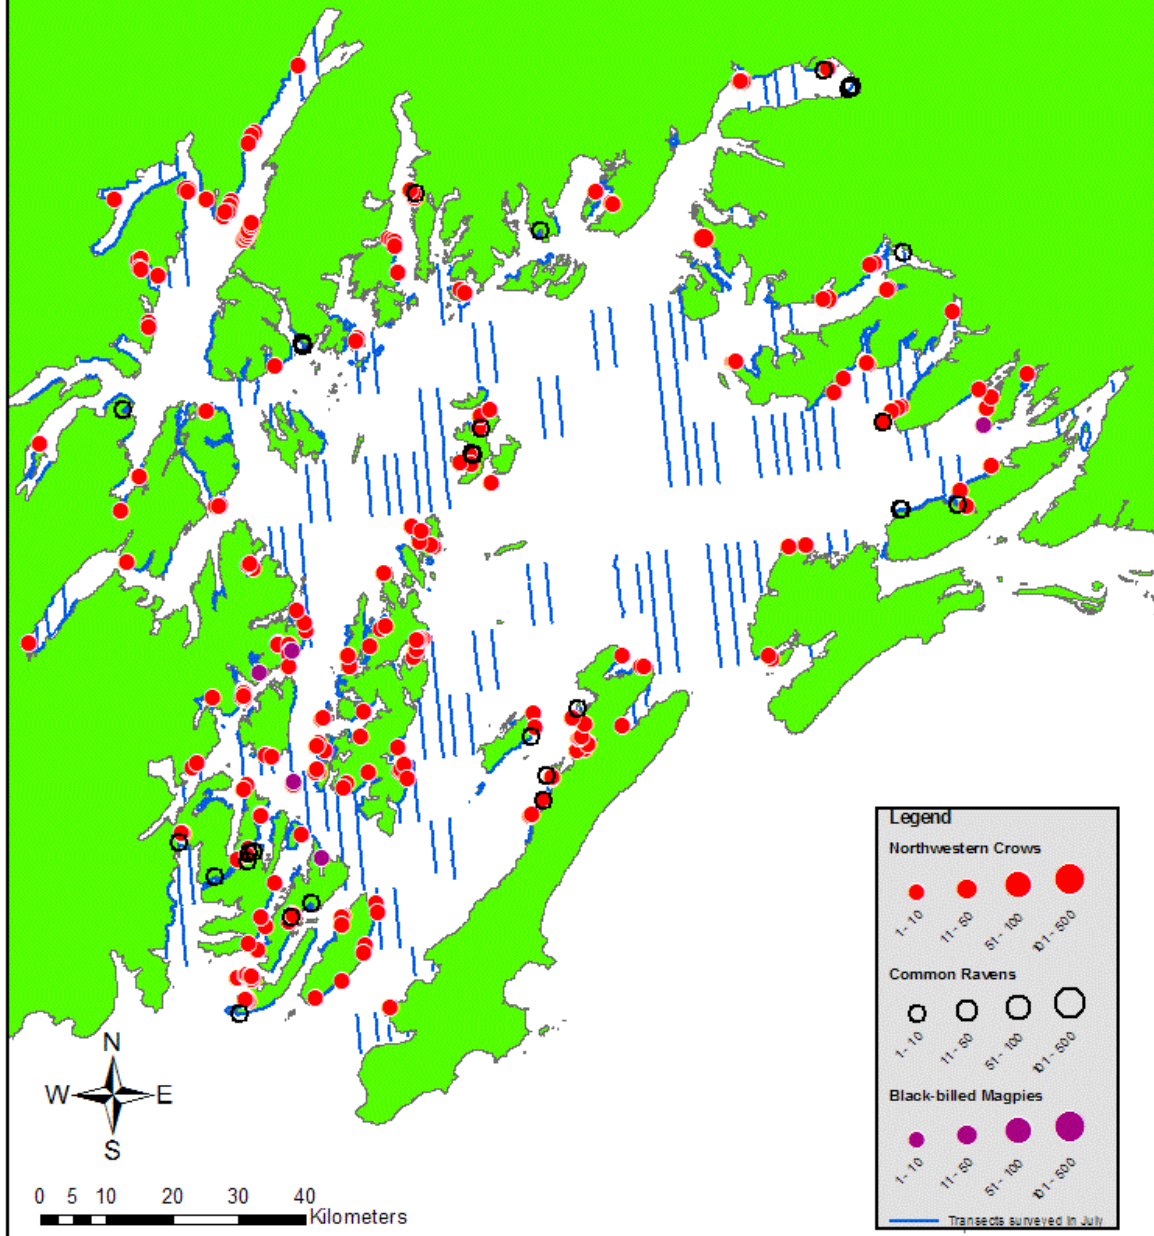 N
W E
S
0 5 10 20 30 40
Kilometers
Legend
Northwestern Crows
1 - 10 11 - 50 51 - 100 101 - 500
Common Ravens
1 - 10 11 - 50 51 - 100 101 - 500
Black-billed Magpies
1 - 10 11 - 50 51 - 100 101 - 500
Transects surveyed in July